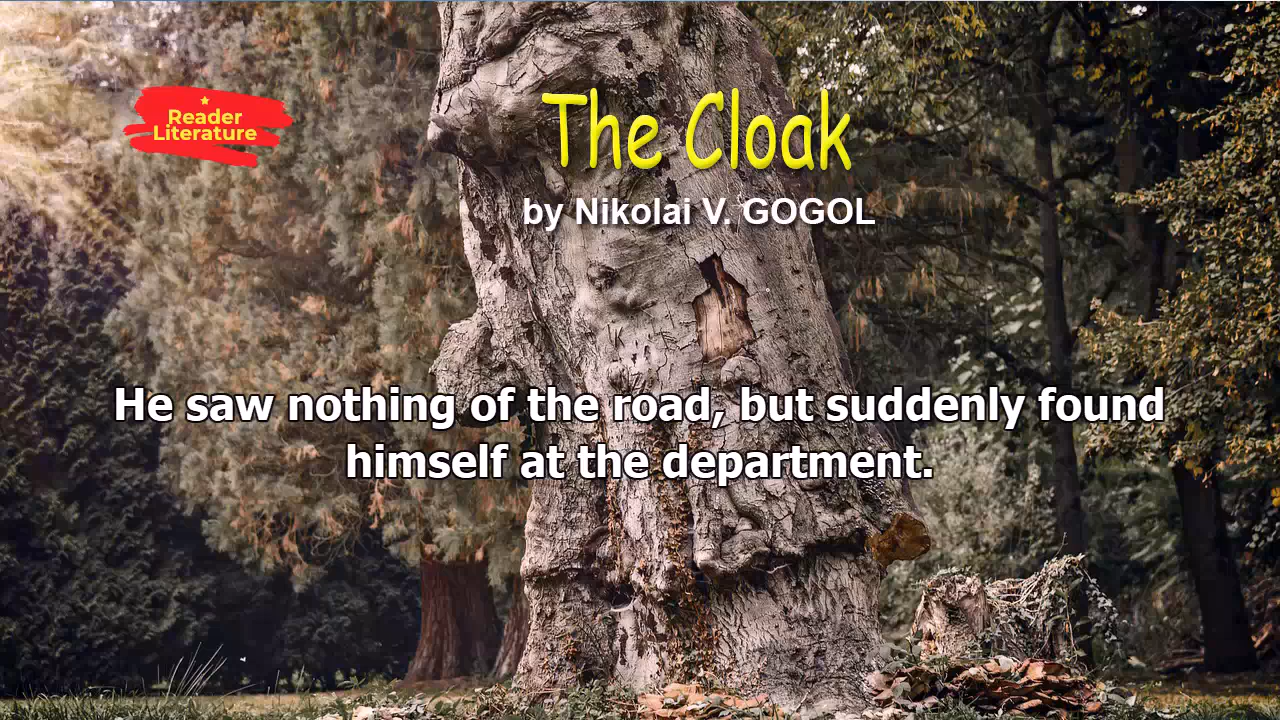 Reader
Literature
The Cloak
by Nikolai V. GOGOL
He saw nothing of the road, but suddenly found
himself at the department.